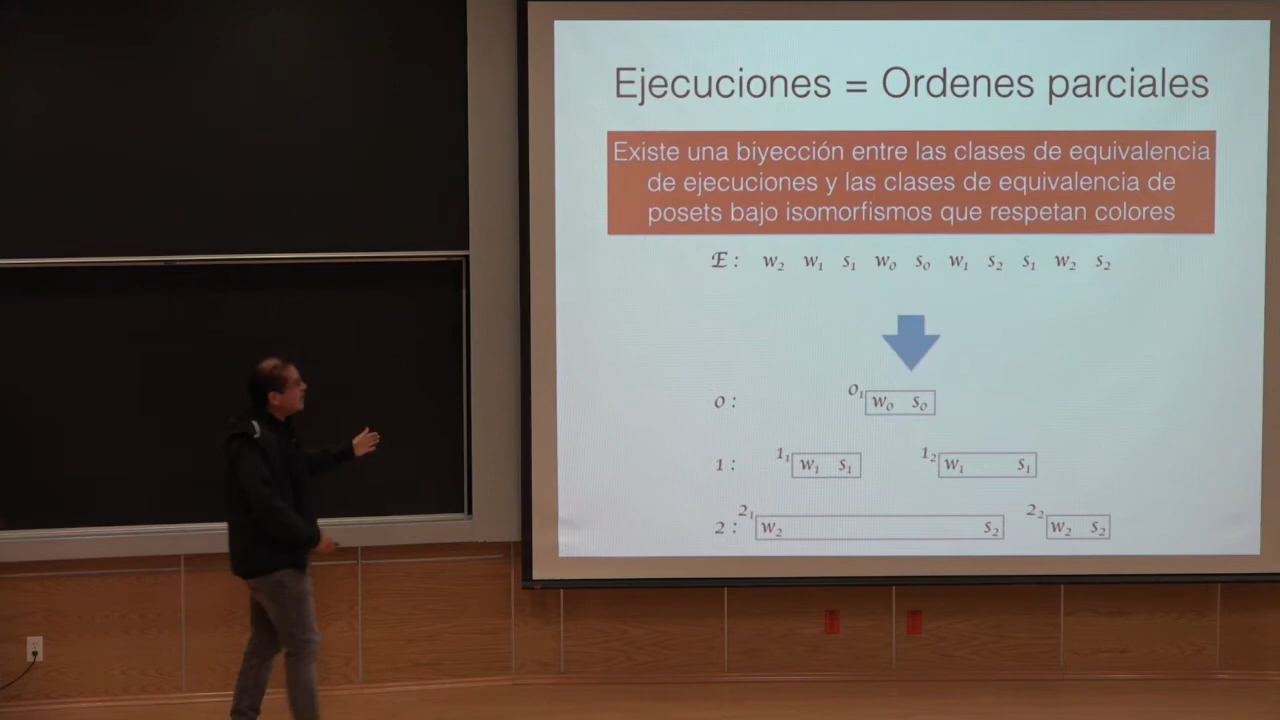 Ejecuciones = Ordenes parciales
Existe una biyección entre las clases de equivalencia
de ejecuciones y las clases de equivalencia de
posets bajo isomorfismos que respetan colores
E : w₂ w₁ s₁ w₀ s₀ w₁ s₂ s₁ w₂ s₂
0 : 0₁ w₀ s₀
1 : 1₁ w₁ s₁ 1₂ w₁ s₁
2 : 2₁ w₂ s₂ 2₂ w₂ s₂